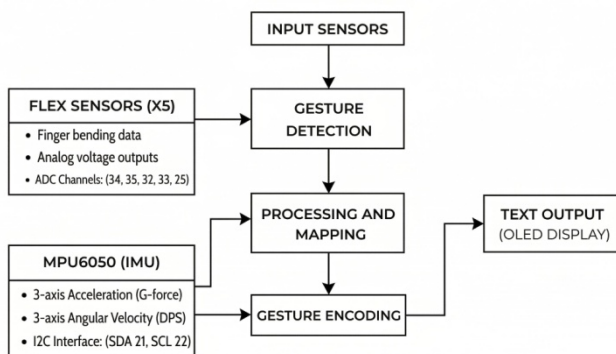 INPUT SENSORS
FLEX SENSORS (X5)
• Finger bending data
• Analog voltage outputs
• ADC Channels: (34, 35, 32, 33, 25)
GESTURE
DETECTION
PROCESSING AND
MAPPING
TEXT OUTPUT
(OLED DISPLAY)
MPU6050 (IMU)
• 3-axis Acceleration (G-force)
• 3-axis Angular Velocity (DPS)
• I2C Interface: (SDA 21, SCL 22)
GESTURE ENCODING